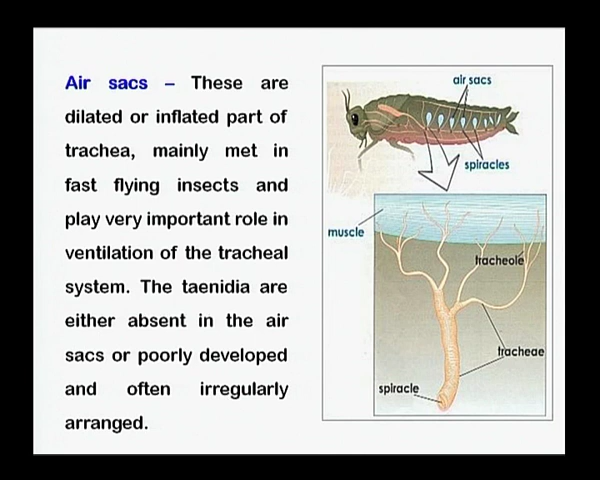 Air sacs – These are
dilated or inflated part of
trachea, mainly met in
fast flying insects and
play very important role in
ventilation of the tracheal
system. The taenidia are
either absent in the air
sacs or poorly developed
and often irregularly
arranged.
air sacs
spiracles
muscle
tracheole
tracheae
spiracle